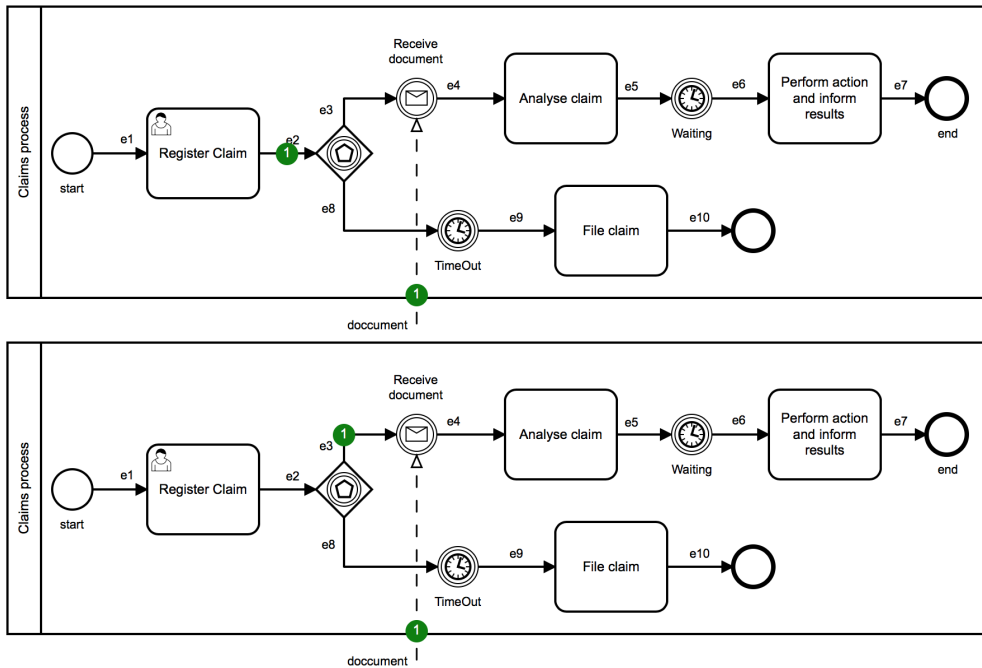 Claims process
Receive
document
e3
e4
Analyse claim
e5
Waiting
e6
Perform action
and inform
results
e7
end
start
e1
Register Claim
e2
1
e8
TimeOut
e9
File claim
e10
1
doccument
Claims process
Receive
document
e3
1
e4
Analyse claim
e5
Waiting
e6
Perform action
and inform
results
e7
end
start
e1
Register Claim
e2
e8
TimeOut
e9
File claim
e10
1
doccument